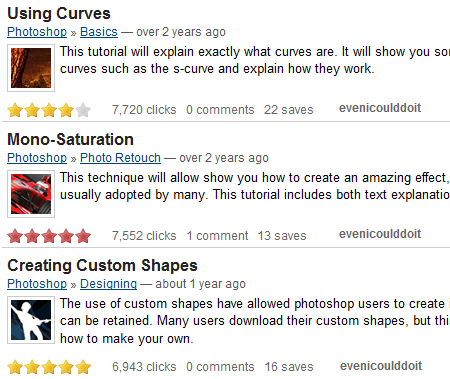 Using Curves
Photoshop » Basics — over 2 years ago
This tutorial will explain exactly what curves are. It will show you
curves such as the s-curve and explain how they work.
7,720 clicks 0 comments 22 saves evenicoulddoit
Mono-Saturation
Photoshop » Photo Retouch — over 2 years ago
This technique will allow show you how to create an amazing effect,
usually adopted by many. This tutorial includes both text
7,552 clicks 1 comment 13 saves evenicoulddoit
Creating Custom Shapes
Photoshop » Designing — about 1 year ago
The use of custom shapes have allowed photoshop users to create
can be retained. Many users download their custom shapes, but
how to make your own.
6,943 clicks 0 comments 16 saves evenicoulddoit